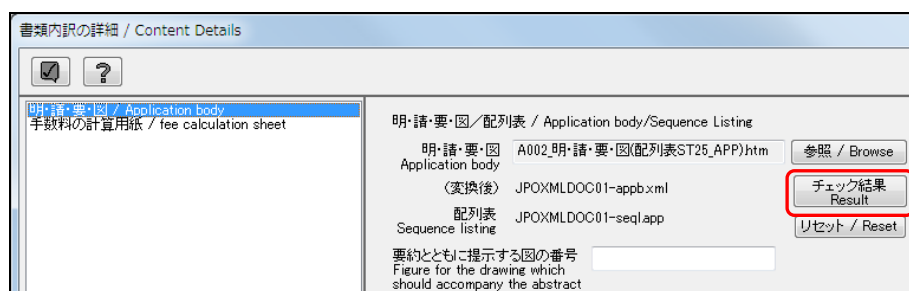 書類内訳の詳細 / Content Details
明・請・要・図 / Application body
手数料の計算用紙 / fee calculation sheet
明・請・要・図／配列表 / Application body/Sequence Listing
明・請・要・図
Application body
A002_明・請・要・図(配列表ST25_APP).htm
参照 / Browse
(変換後)
JPOXMLDOC01-appb.xml
チェック結果
Result
配列表
Sequence listing
JPOXMLDOC01-seql.app
リセット / Reset
要約とともに提示する図の番号
Figure for the drawing which
should accompany the abstract